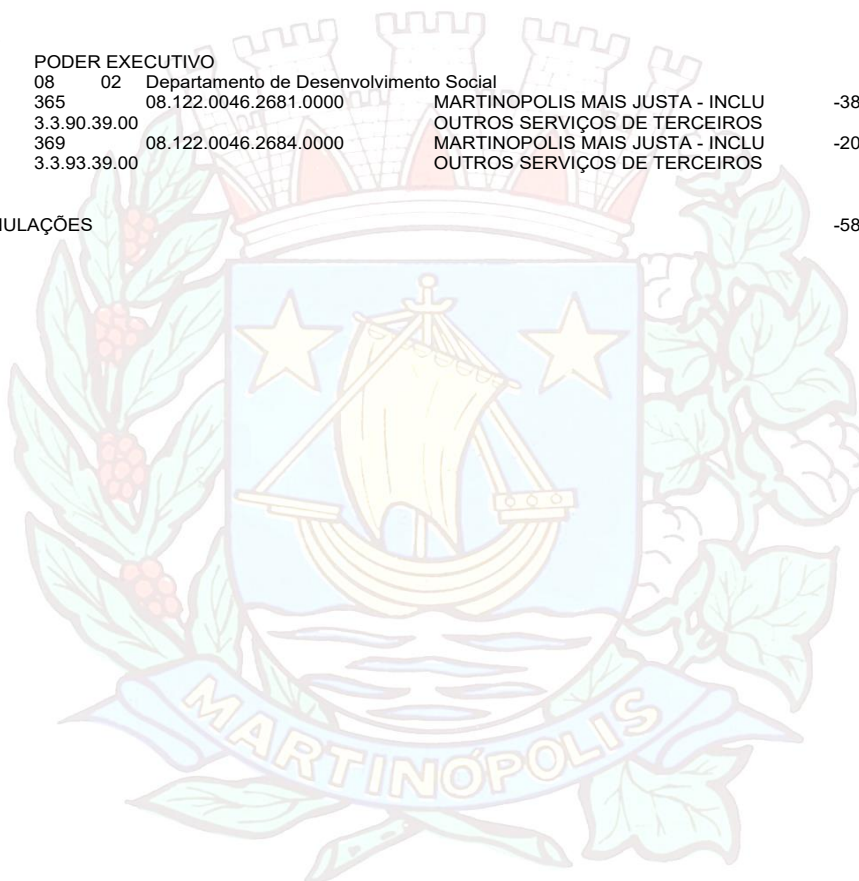 PODER EXECUTIVO
08 02 Departamento de Desenvolvimento Social
365 08.122.0046.2681.0000 MARTINOPOLIS MAIS JUSTA - INCLU -38
3.3.90.39.00 OUTROS SERVIÇOS DE TERCEIROS
369 08.122.0046.2684.0000 MARTINOPOLIS MAIS JUSTA - INCLU -20
3.3.93.39.00 OUTROS SERVIÇOS DE TERCEIROS
ULAÇÕES -58
MARTINÓPOLIS